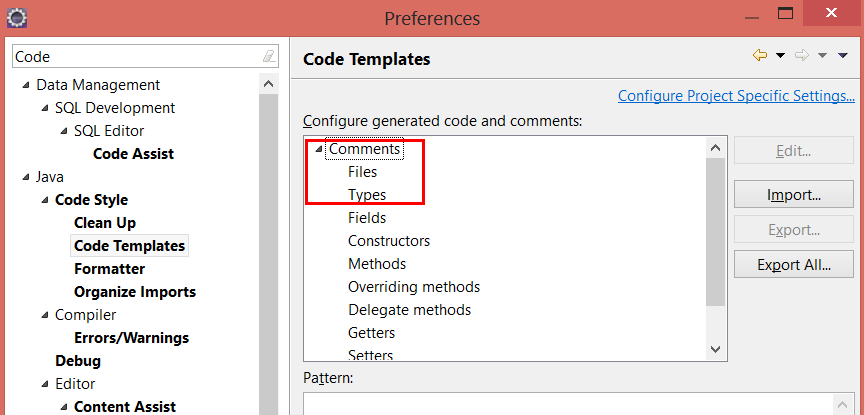 Preferences
Code
Data Management
SQL Development
SQL Editor
Code Assist
Java
Code Style
Clean Up
Code Templates
Formatter
Organize Imports
Compiler
Errors/Warnings
Debug
Editor
Content Assist
Code Templates
Configure Project Specific Settings...
Configure generated code and comments:
Comments
Files
Types
Fields
Constructors
Methods
Overriding methods
Delegate methods
Getters
Setters
Edit...
Import...
Export...
Export All...
Pattern: